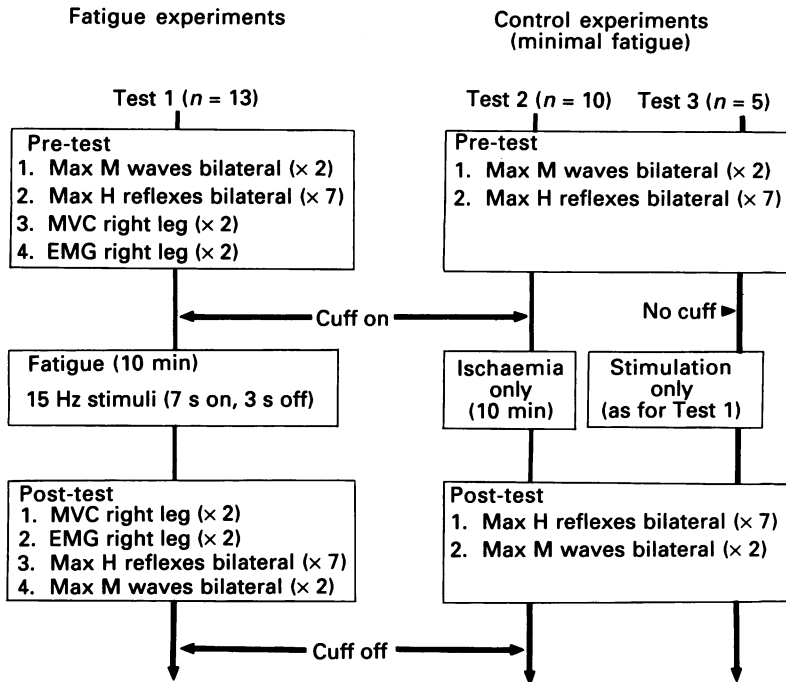 Fatigue experiments
Control experiments
(minimal fatigue)
Test 1 (n = 13)
Test 2 (n = 10)
Test 3 (n = 5)
Pre-test
1. Max M waves bilateral (× 2)
2. Max H reflexes bilateral (× 7)
3. MVC right leg (× 2)
4. EMG right leg (× 2)
Pre-test
1. Max M waves bilateral (× 2)
2. Max H reflexes bilateral (× 7)
Cuff on
No cuff
Fatigue (10 min)
15 Hz stimuli (7 s on, 3 s off)
Ischaemia
only
(10 min)
Stimulation
only
(as for Test 1)
Post-test
1. MVC right leg (× 2)
2. EMG right leg (× 2)
3. Max H reflexes bilateral (× 7)
4. Max M waves bilateral (× 2)
Post-test
1. Max H reflexes bilateral (× 7)
2. Max M waves bilateral (× 2)
Cuff off